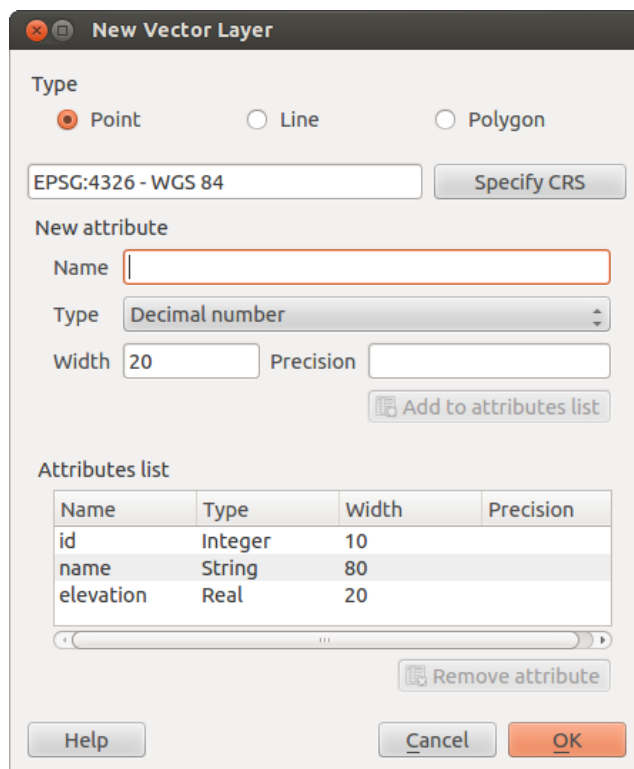 New Vector Layer
Type
Point Line Polygon
EPSG:4326 - WGS 84 Specify CRS
New attribute
Name
Type Decimal number
Width 20 Precision
Add to attributes list
Attributes list
Name Type Width Precision
id Integer 10
name String 80
elevation Real 20
Remove attribute
Help Cancel OK